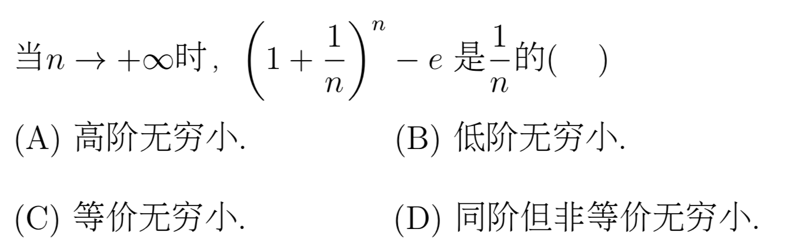 当n → +∞时, (1 + 1/n)^n − e 是 1/n 的(    )
(A) 高阶无穷小. (B) 低阶无穷小.
(C) 等价无穷小. (D) 同阶但非等价无穷小.